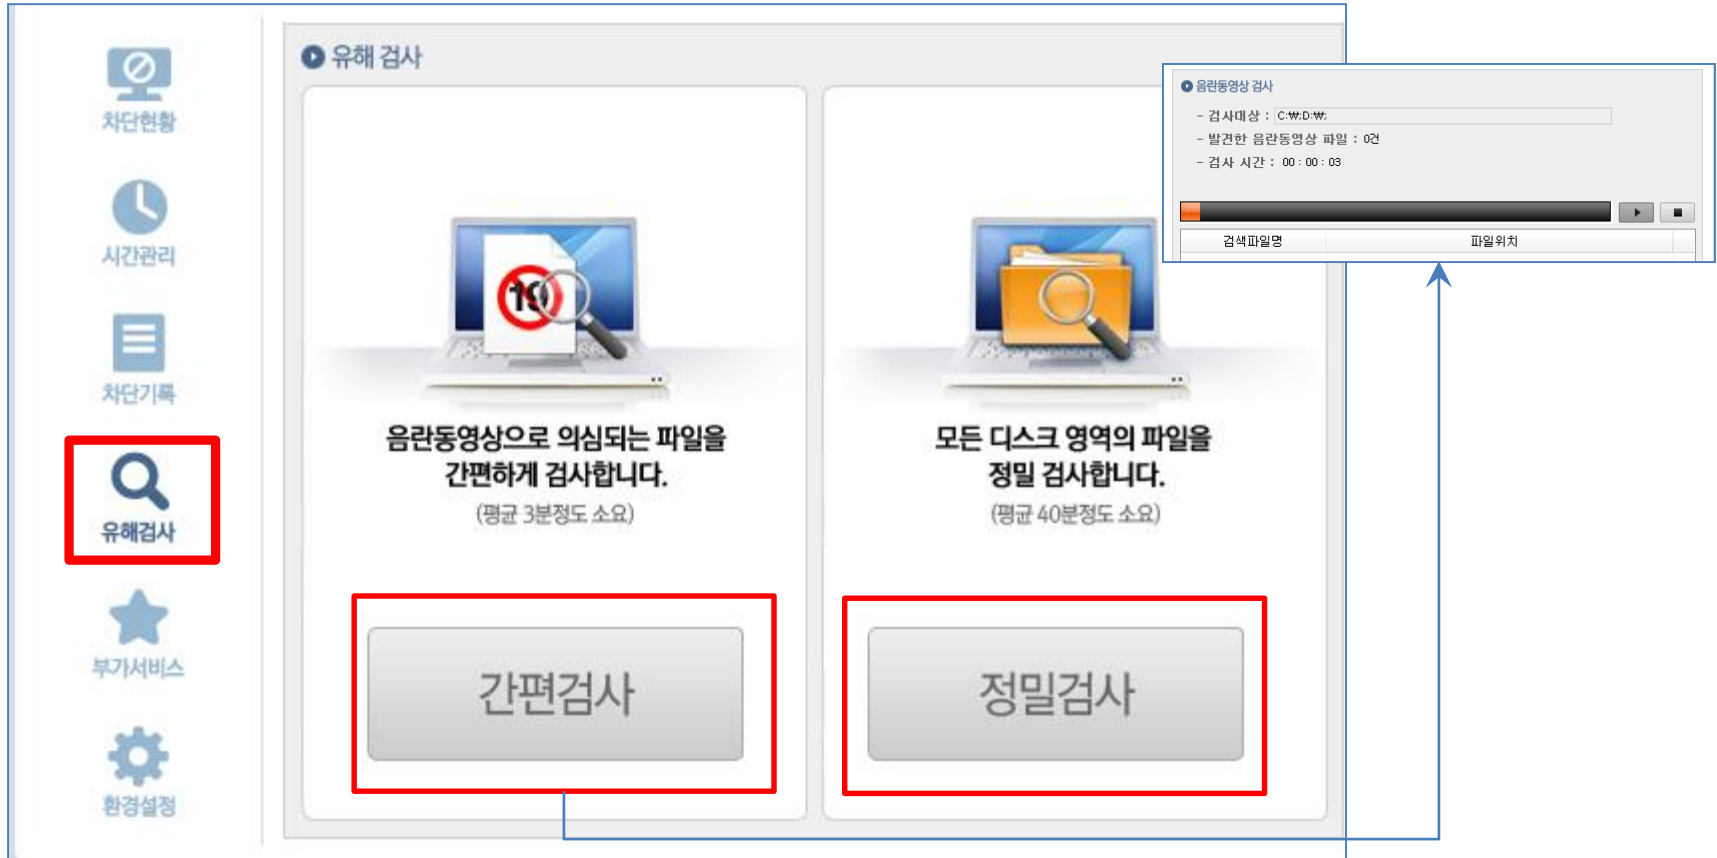 차단현황
시간관리
차단기록
유해검사
부가서비스
환경설정
유해 검사
19
음란동영상으로 의심되는 파일을
간편하게 검사합니다.
(평균 3분정도 소요)
간편검사
모든 디스크 영역의 파일을
정밀 검사합니다.
(평균 40분정도 소요)
정밀검사
음란동영상 검사
- 검사대상 : C:₩;D:₩;
- 발견한 음란동영상 파일 : 0건
- 검사 시간 : 00 : 00 : 03
검색파일명 파일위치